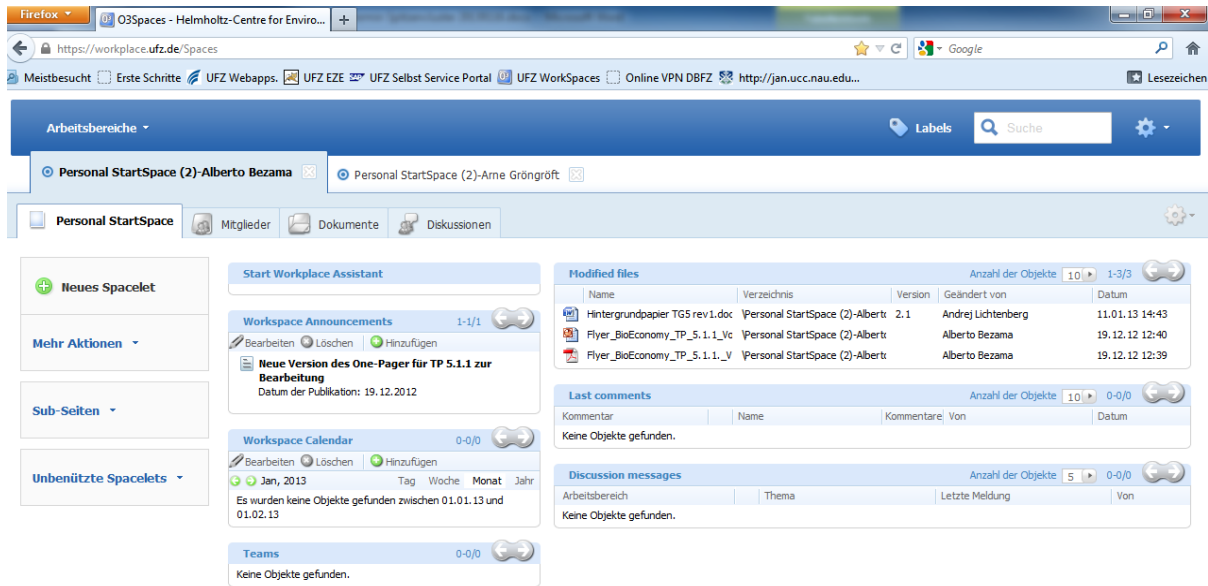 Firefox
O3Spaces - Helmholtz-Centre for Enviro...
https://workplace.ufz.de/Spaces
Google
Meistbesucht Erste Schritte UFZ Webapps. UFZ EZE UFZ Selbst Service Portal UFZ WorkSpaces Online VPN DBFZ http://jan.ucc.nau.edu... Lesezeichen
Arbeitsbereiche Labels Suche
Personal StartSpace (2)-Alberto Bezama Personal StartSpace (2)-Arne Gröngröft
Personal StartSpace Mitglieder Dokumente Diskussionen
Neues Spacelet
Mehr Aktionen
Sub-Seiten
Unbenützte Spacelets
Start Workplace Assistant
Workspace Announcements 1-1/1
Bearbeiten Löschen Hinzufügen
Neue Version des One-Pager für TP 5.1.1 zur
Bearbeitung
Datum der Publikation: 19.12.2012
Workspace Calendar 0-0/0
Bearbeiten Löschen Hinzufügen
Jan, 2013 Tag Woche Monat Jahr
Es wurden keine Objekte gefunden zwischen 01.01.13 und
01.02.13
Teams 0-0/0
Keine Objekte gefunden.
Modified files Anzahl der Objekte 10 1-3/3
Name Verzeichnis Version Geändert von Datum
Hintergrundpapier TG5 rev1.doc \Personal StartSpace (2)-Alberto 2.1 Andrej Lichtenberg 11.01.13 14:43
Flyer_BioEconomy_TP_5.1.1_Vo \Personal StartSpace (2)-Alberto Alberto Bezama 19.12.12 12:40
Flyer_BioEconomy_TP_5.1.1._V \Personal StartSpace (2)-Alberto Alberto Bezama 19.12.12 12:39
Last comments Anzahl der Objekte 10 0-0/0
Kommentar Name Kommentare Von Datum
Keine Objekte gefunden.
Discussion messages Anzahl der Objekte 5 0-0/0
Arbeitsbereich Thema Letzte Meldung Von
Keine Objekte gefunden.